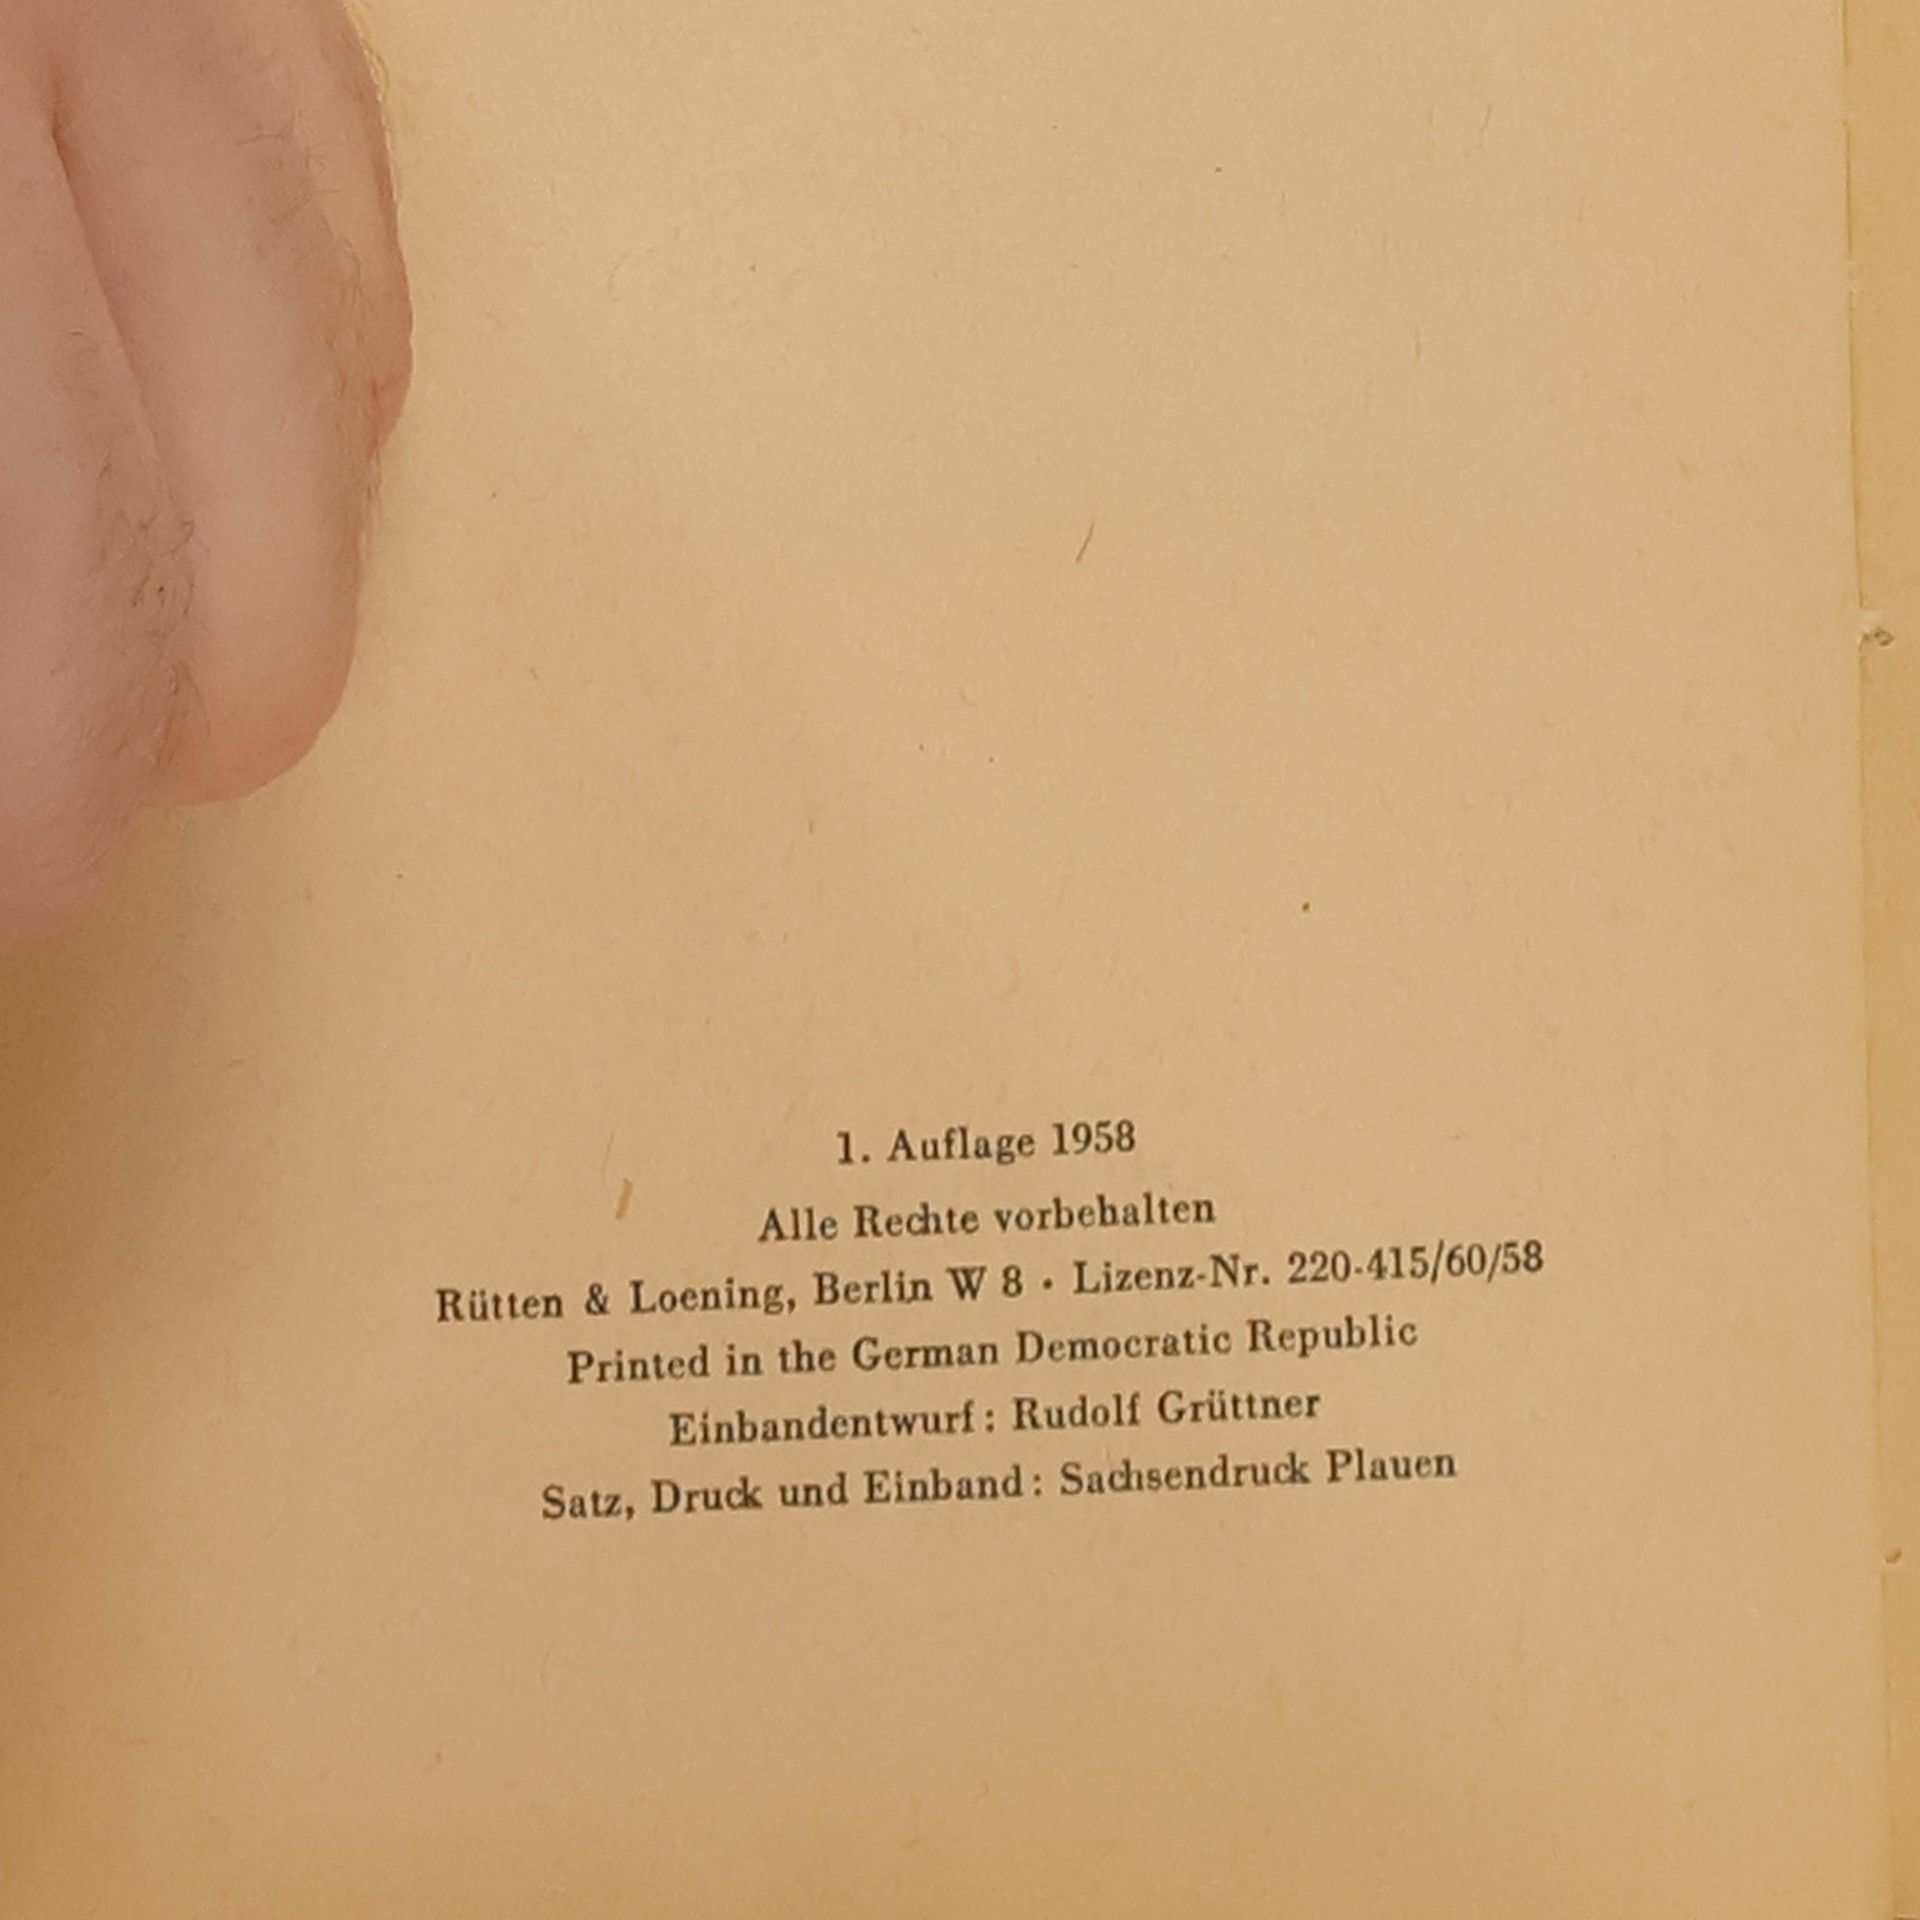 1. Auflage 1958
Alle Rechte vorbehalten
Rütten & Loening, Berlin W 8 · Lizenz-Nr. 220-415/60/58
Printed in the German Democratic Republic
Einbandentwurf: Rudolf Grüttner
Satz, Druck und Einband: Sachsendruck Plauen